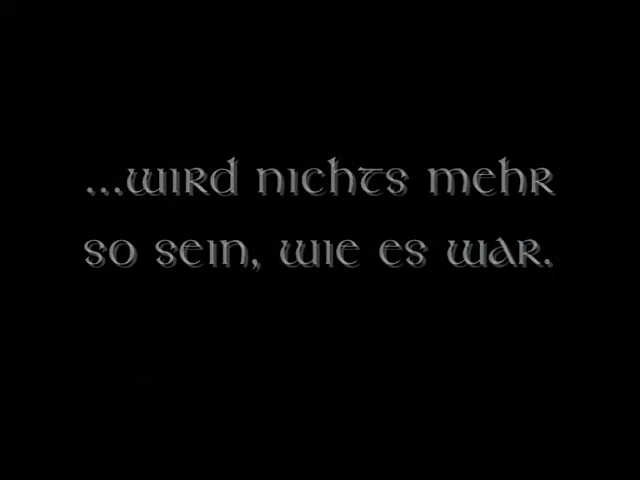 ...wird nichts mehr
so sein, wie es war.